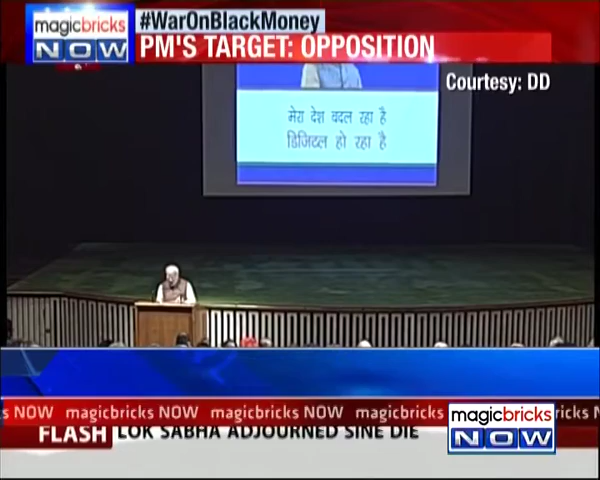 magicbricks
NOW
#WarOnBlackMoney
PM'S TARGET: OPPOSITION
Courtesy: DD
मेरा देश बदल रहा है
डिजिटल हो रहा है
S NOW magicbricks NOW magicbricks NOW magicbricks
magicbricks
NOW
FLASH LOK SABHA ADJOURNED SINE DIE